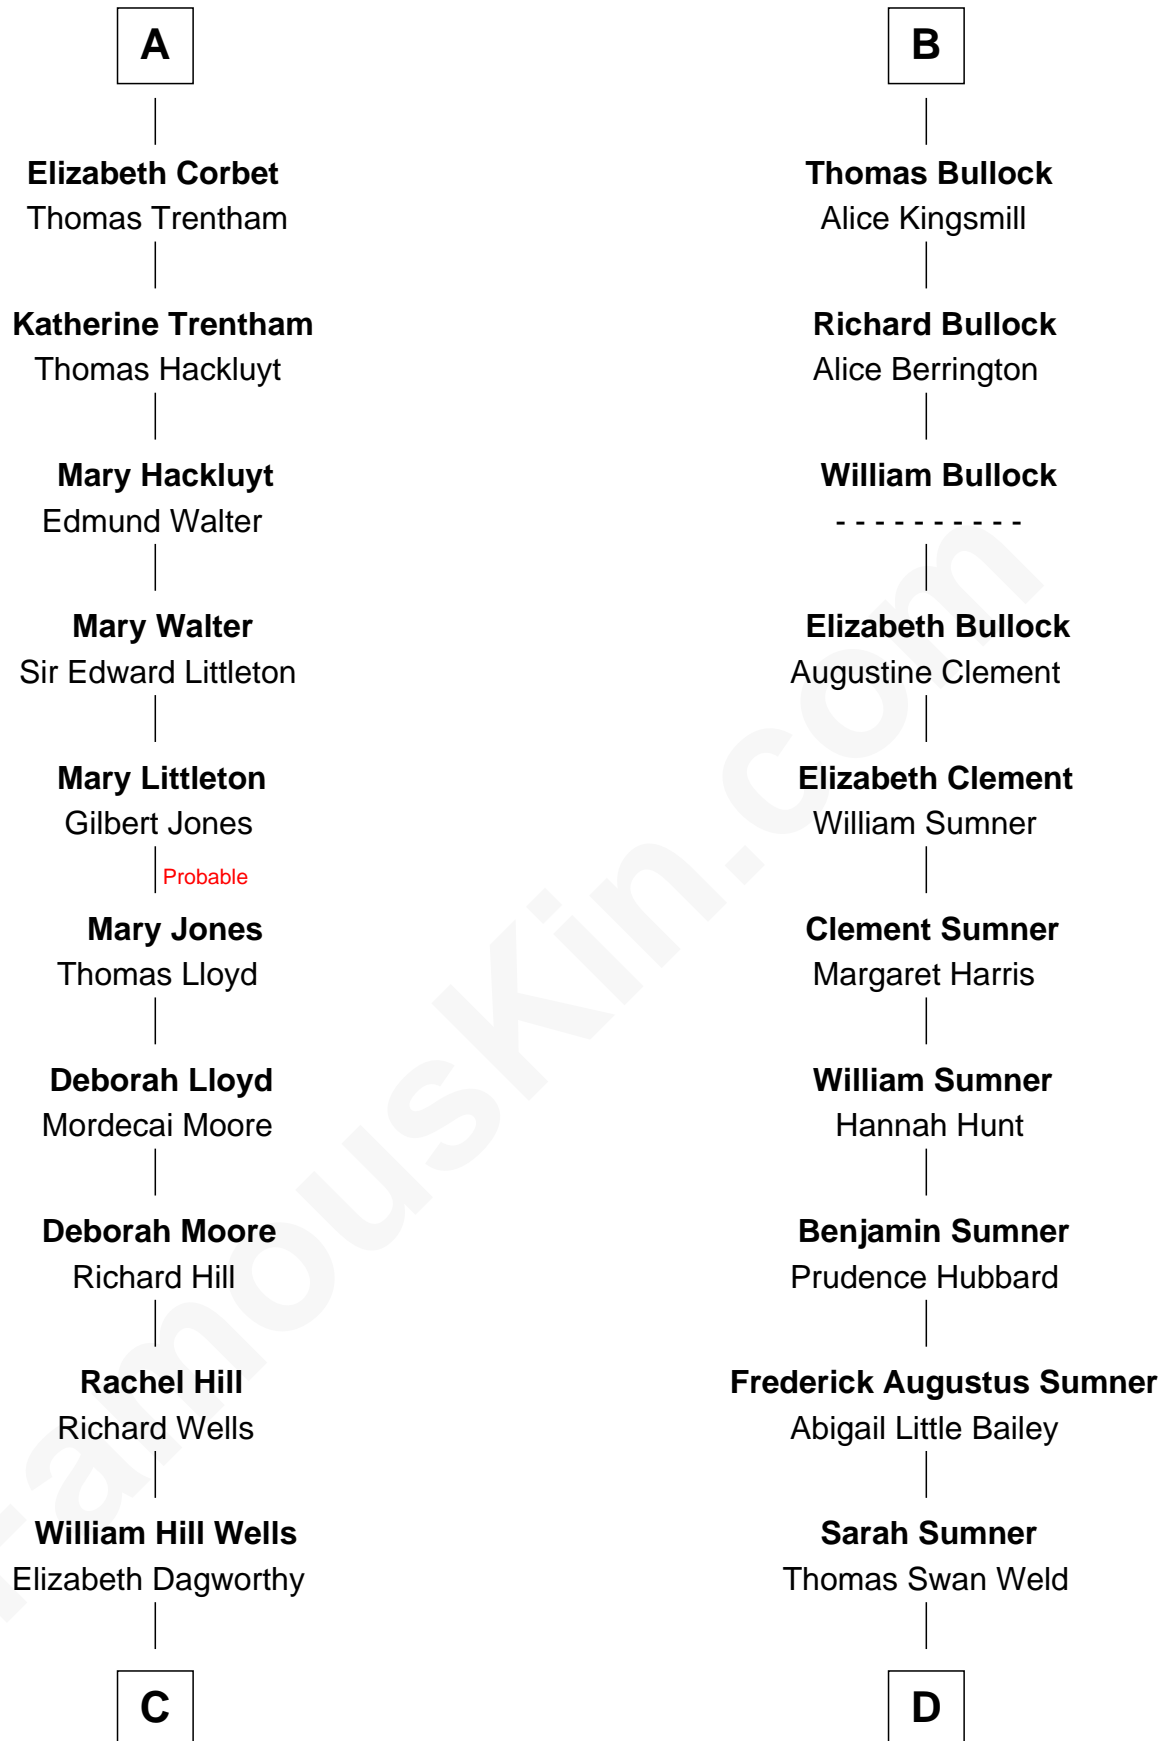 A
Elizabeth Corbet
Thomas Trentham
Katherine Trentham
Thomas Hackluyt
Mary Hackluyt
Edmund Walter
Mary Walter
Sir Edward Littleton
Mary Littleton
Gilbert Jones
Probable
Mary Jones
Thomas Lloyd
Deborah Lloyd
Mordecai Moore
Deborah Moore
Richard Hill
Rachel Hill
Richard Wells
William Hill Wells
Elizabeth Dagworthy
C
B
Thomas Bullock
Alice Kingsmill
Richard Bullock
Alice Berrington
William Bullock
- - - - - - - - - -
Elizabeth Bullock
Augustine Clement
Elizabeth Clement
William Sumner
Clement Sumner
Margaret Harris
William Sumner
Hannah Hunt
Benjamin Sumner
Prudence Hubbard
Frederick Augustus Sumner
Abigail Little Bailey
Sarah Sumner
Thomas Swan Weld
D
FamousKin.com